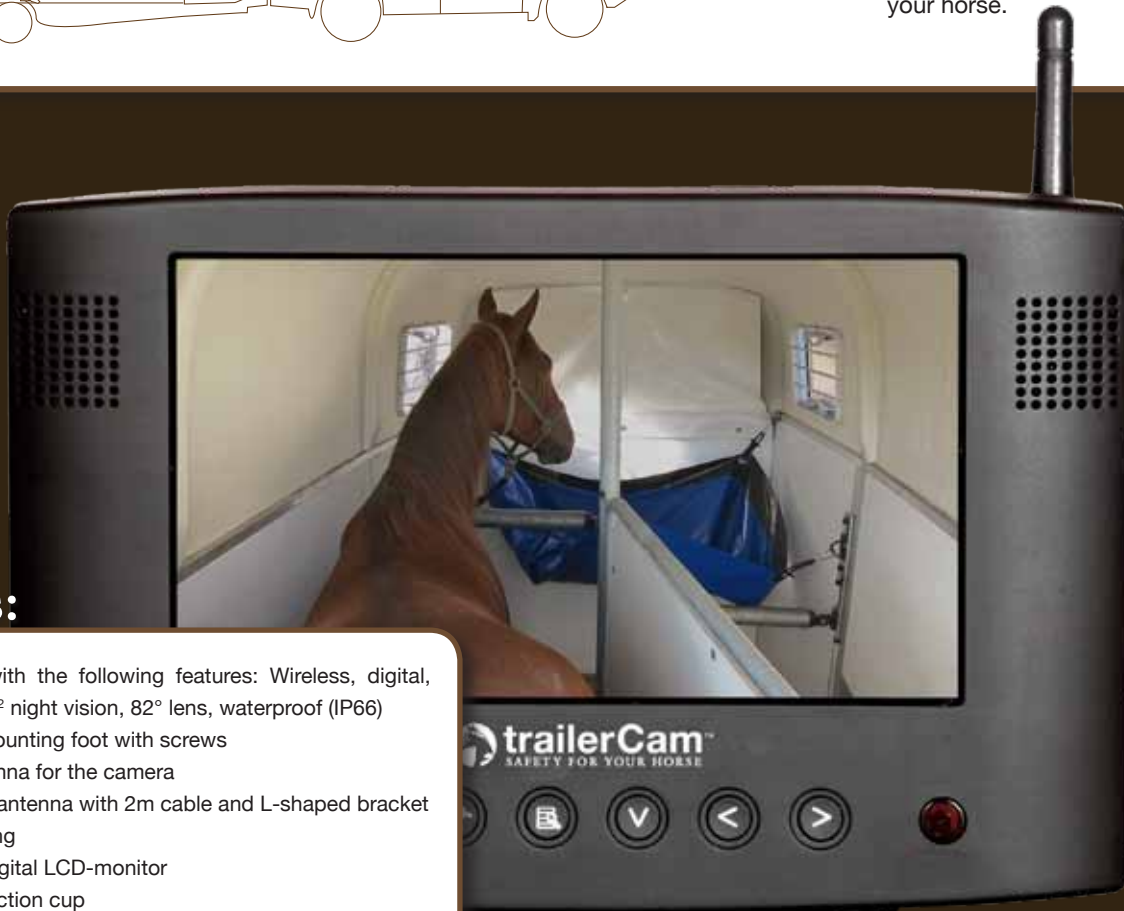 your horse.
s:
with the following features: Wireless, digital,
² night vision, 82° lens, waterproof (IP66)
ounting foot with screws
nna for the camera
antenna with 2m cable and L-shaped bracket
ng
gital LCD-monitor
ction cup
trailerCam™
SAFETY FOR YOUR HORSE